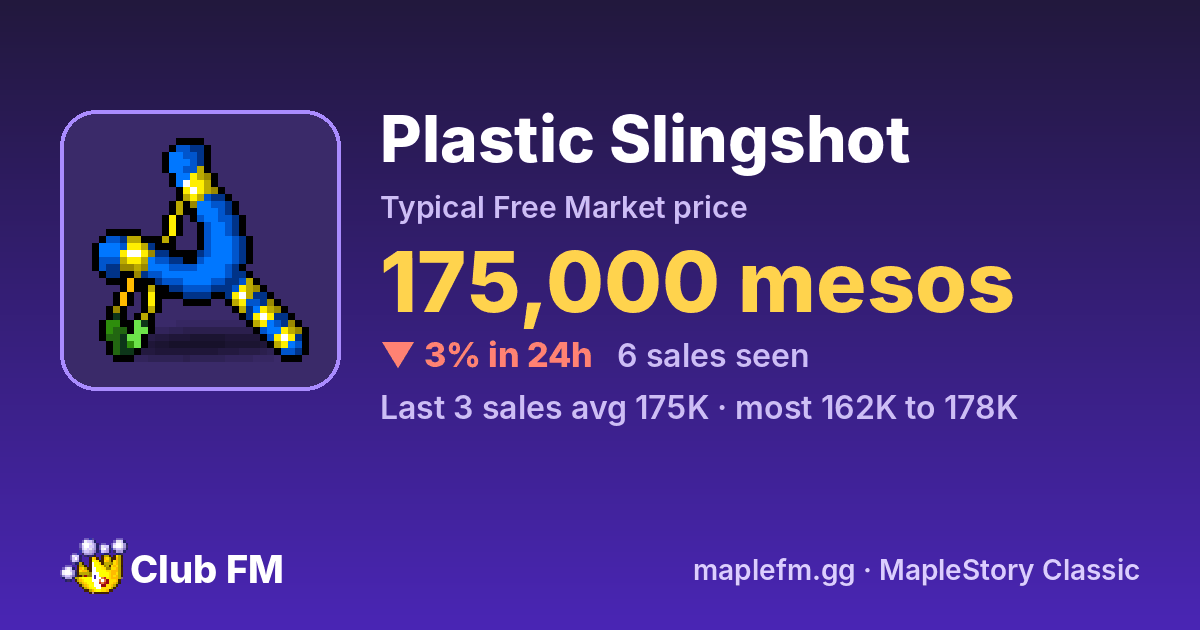 Plastic Slingshot
Typical Free Market price
175,000 mesos
▼ 3% in 24h 6 sales seen
Last 3 sales avg 175K · most 162K to 178K
Club FM
maplefm.gg · MapleStory Classic